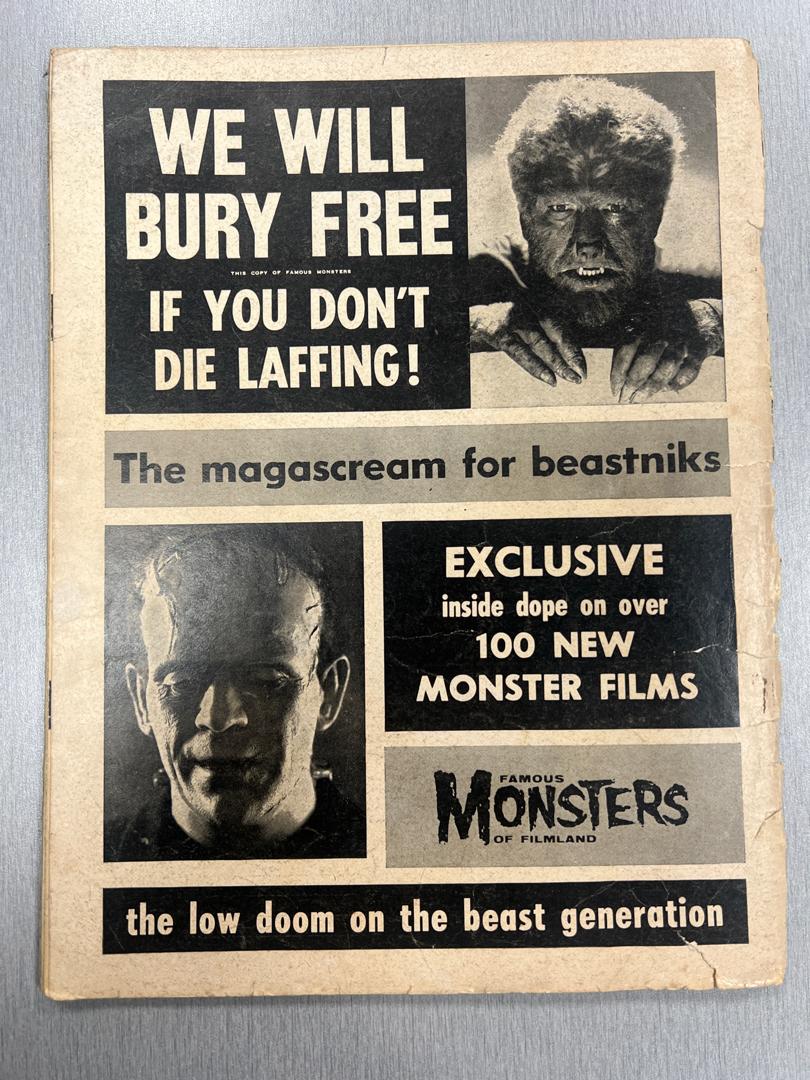 WE WILL
BURY FREE
THIS COPY OF FAMOUS MONSTERS
IF YOU DON'T
DIE LAFFING!
The magascream for beastniks
EXCLUSIVE
inside dope on over
100 NEW
MONSTER FILMS
FAMOUS
MONSTERS
OF FILMLAND
the low doom on the beast generation